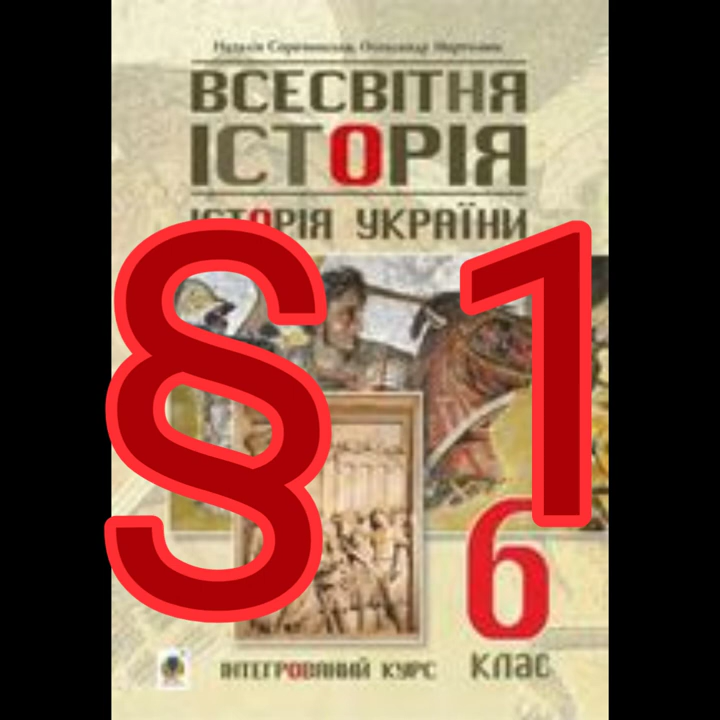 ВСЕСВІТНЯ
ІСТОРІЯ
ІСТОРІЯ УКРАЇНИ
§ 1
6
КЛАС
ІНТЕГРОВАНИЙ КУРС